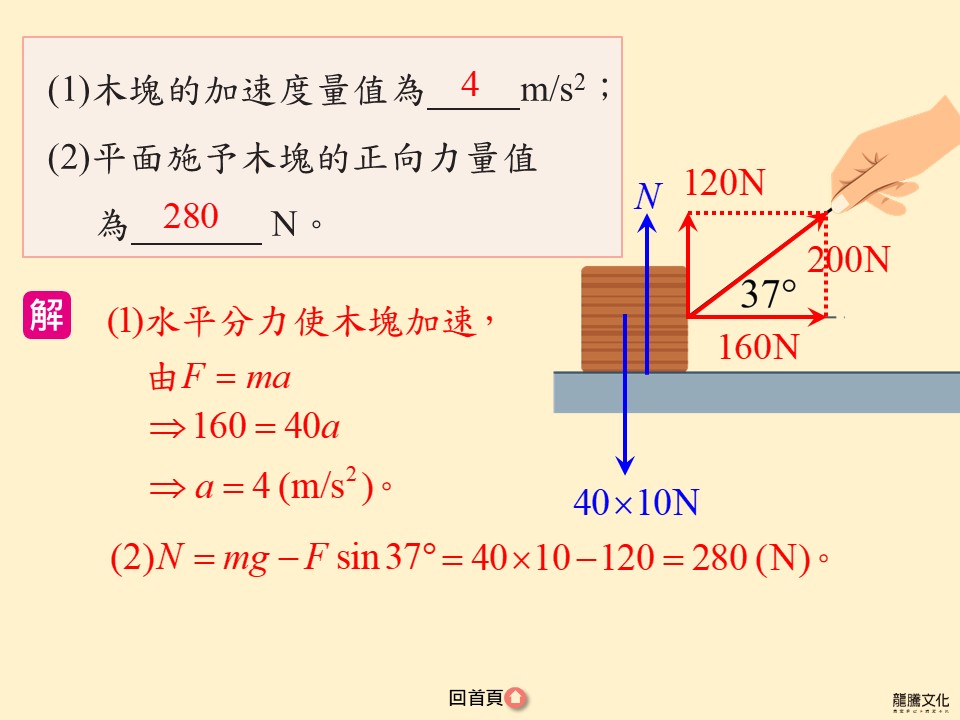 (1)木塊的加速度量值為 4 m/s²；
(2)平面施予木塊的正向力量值
為 280 N。
N
120N
200N
37°
160N
40×10N
解
(1)水平分力使木塊加速，
由F = ma
⇒160 = 40a
⇒ a = 4 (m/s²)。
(2)N = mg − F sin37° = 40×10−120 = 280 (N)。
回首頁
龍騰文化